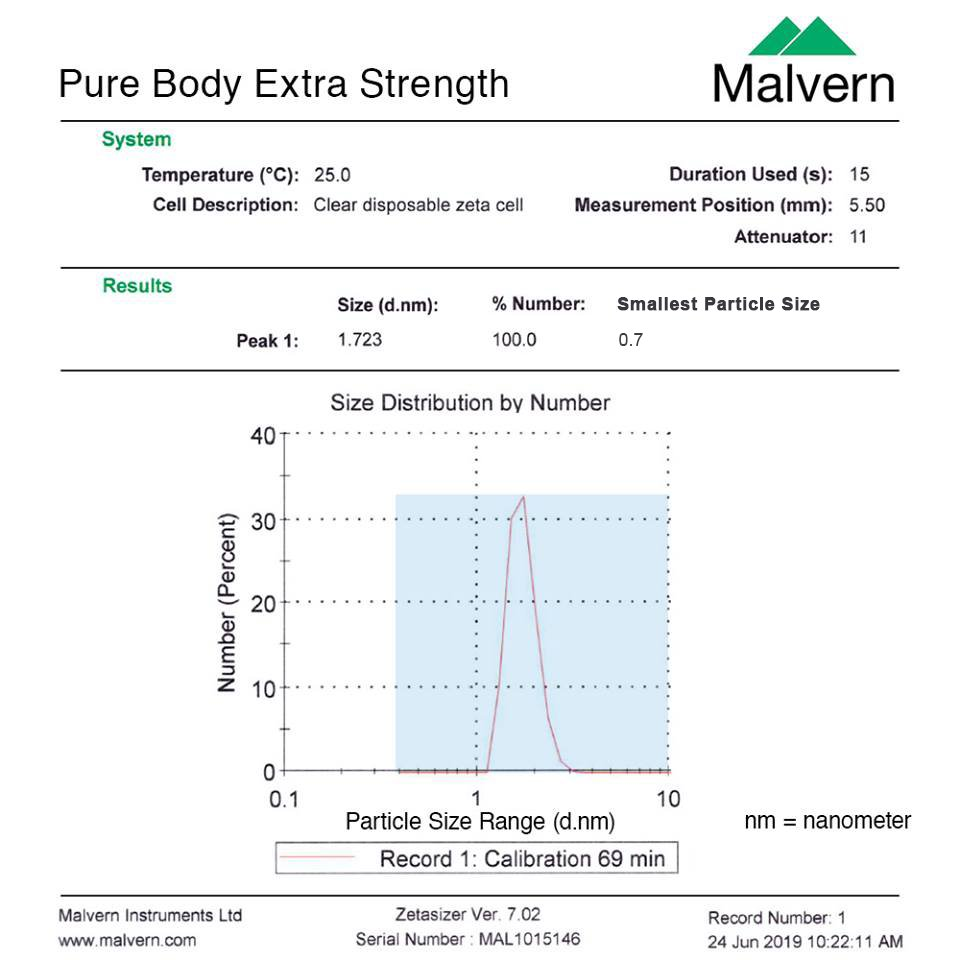 Malvern
Pure Body Extra Strength
System
Temperature (°C): 25.0
Duration Used (s): 15
Cell Description: Clear disposable zeta cell
Measurement Position (mm): 5.50
Attenuator: 11
Results
Size (d.nm): % Number: Smallest Particle Size
Peak 1: 1.723 100.0 0.7
Size Distribution by Number
40
30
20
10
0
Number (Percent)
0.1 1 10
Particle Size Range (d.nm)
nm = nanometer
Record 1: Calibration 69 min
Malvern Instruments Ltd
www.malvern.com
Zetasizer Ver. 7.02
Serial Number : MAL1015146
Record Number: 1
24 Jun 2019 10:22:11 AM